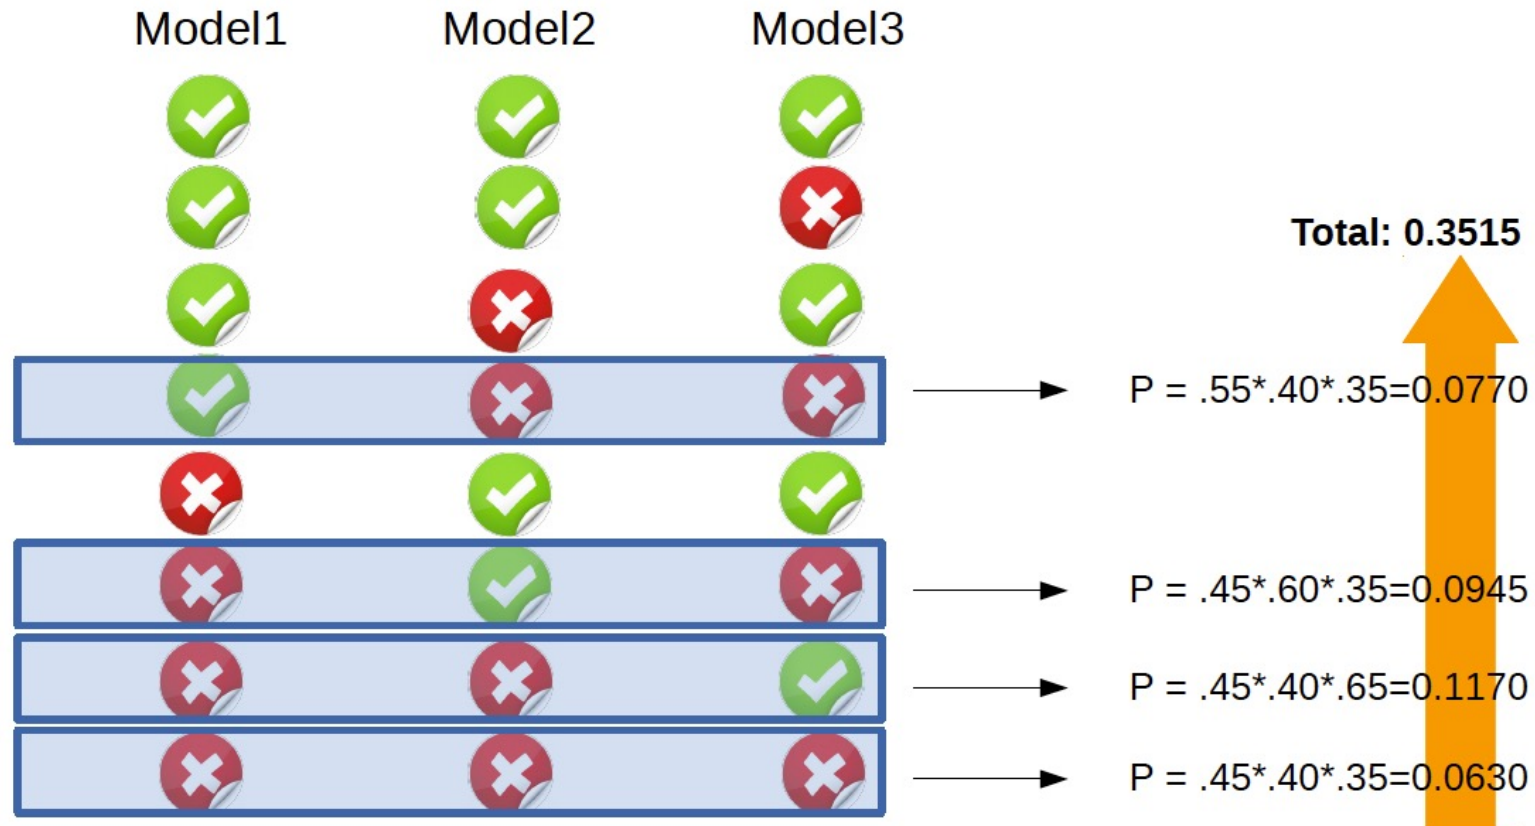 Model1 Model2 Model3
Total: 0.3515
P = .55*.40*.35=0.0770
P = .45*.60*.35=0.0945
P = .45*.40*.65=0.1170
P = .45*.40*.35=0.0630